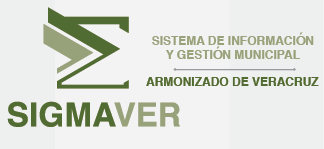 SISTEMA DE INFORMACIÓN
Y GESTIÓN MUNICIPAL
ARMONIZADO DE VERACRUZ
SIGMAVER